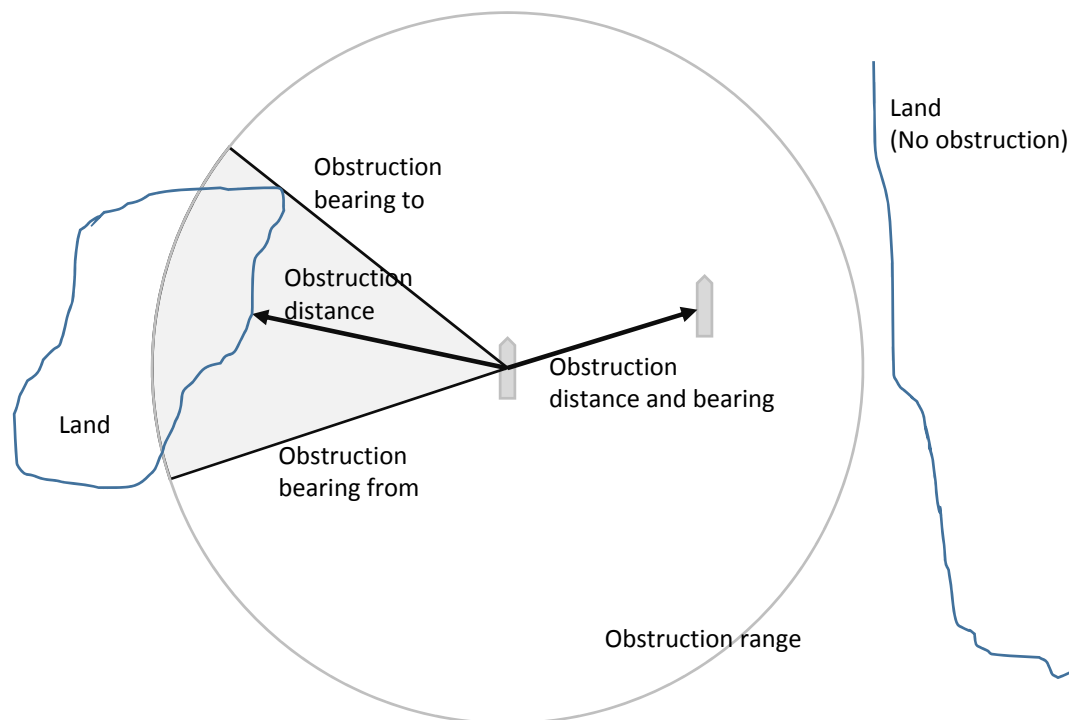 Land
(No obstruction)
Obstruction
bearing to
Obstruction
distance
Obstruction
distance and bearing
Land
Obstruction
bearing from
Obstruction range